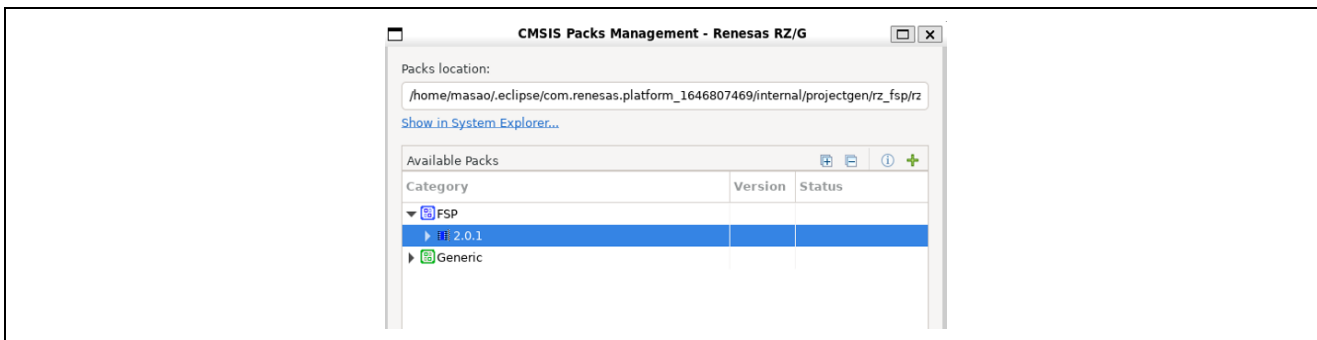 CMSIS Packs Management - Renesas RZ/G
Packs location:
/home/masao/.eclipse/com.renesas.platform_1646807469/internal/projectgen/rz_fsp/rz
Show in System Explorer...
Available Packs
Category Version Status
FSP
2.0.1
Generic